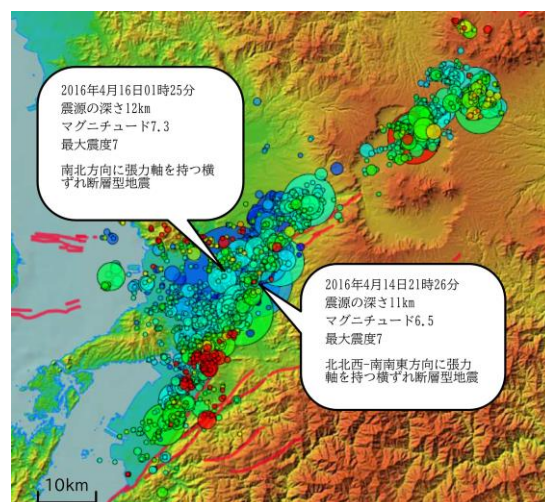 2016年4月16日01時25分
震源の深さ12km
マグニチュード7.3
最大震度7
南北方向に張力軸を持つ横
ずれ断層型地震
2016年4月14日21時26分
震源の深さ11km
マグニチュード6.5
最大震度7
北北西-南南東方向に張力
軸を持つ横ずれ断層型地震
10km